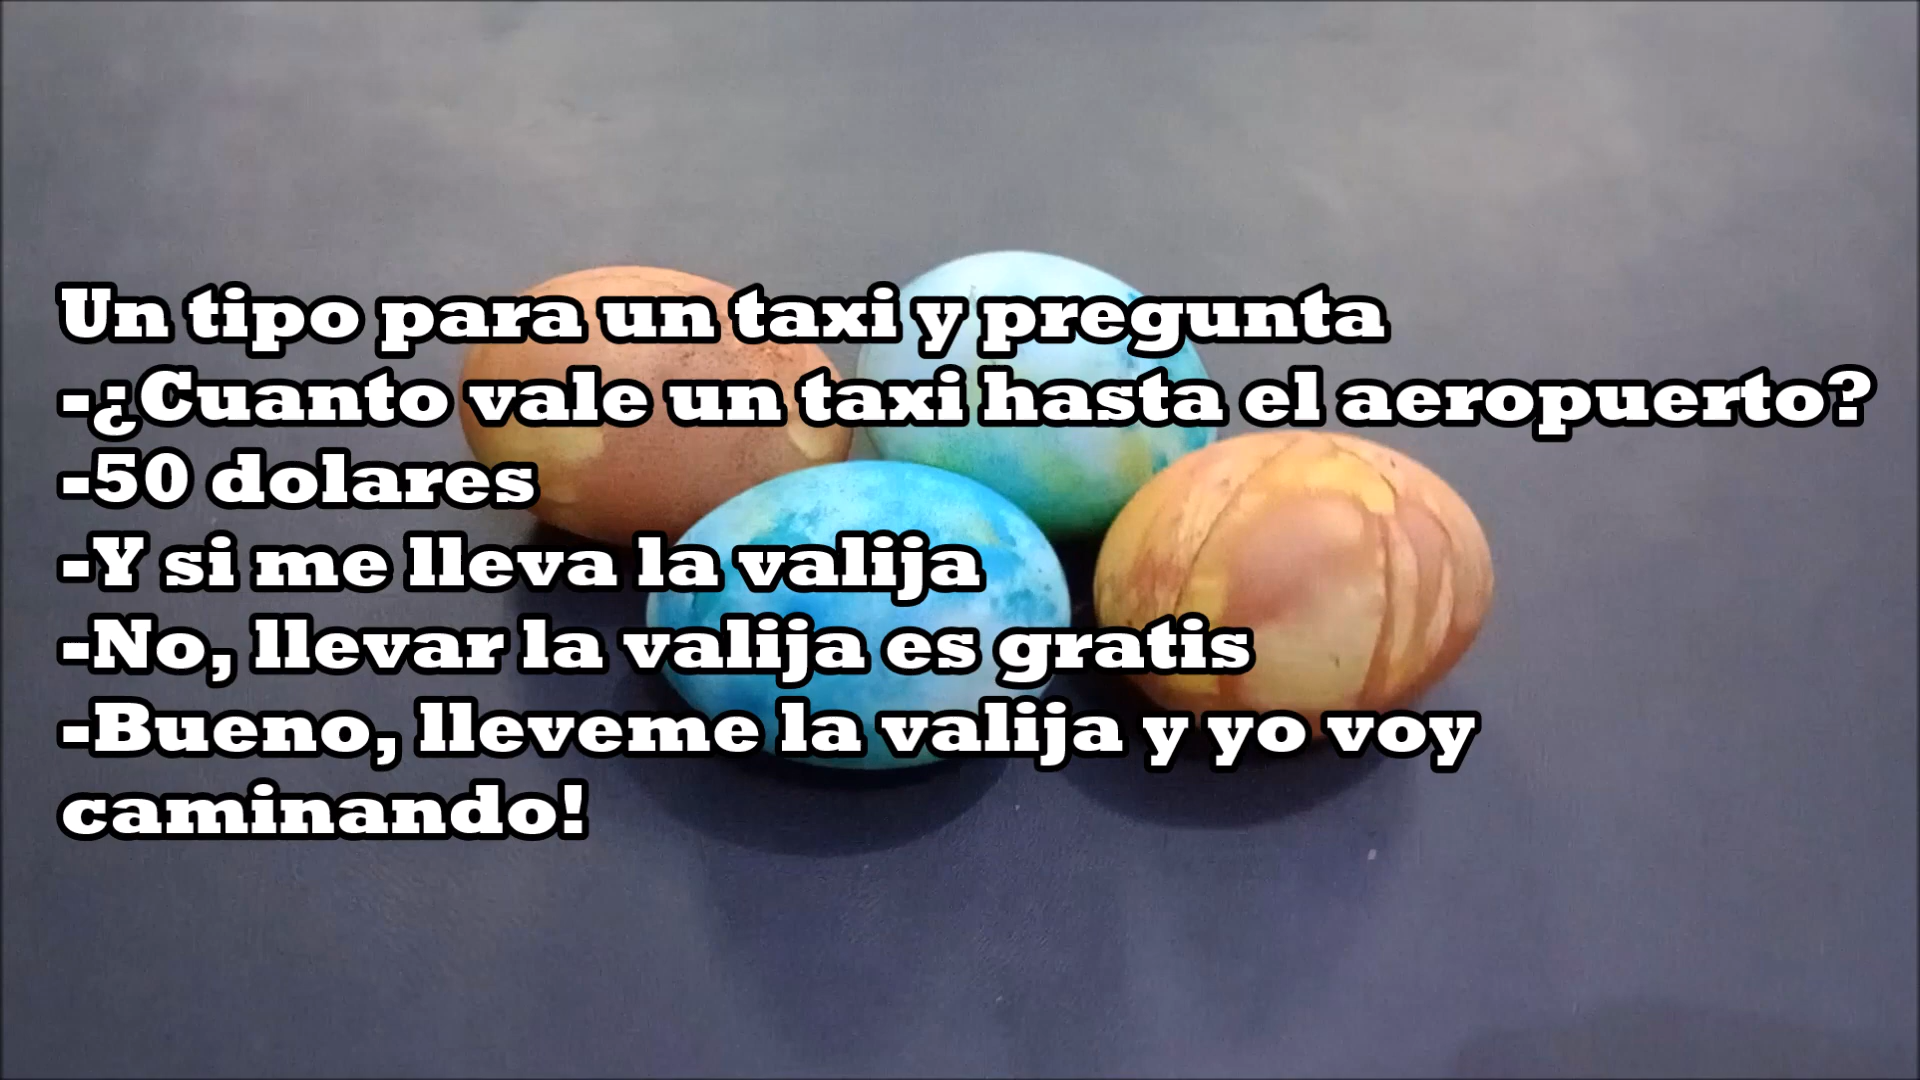 Un tipo para un taxi y pregunta
-¿Cuanto vale un taxi hasta el aeropuerto?
-50 dolares
-Y si me lleva la valija
-No, llevar la valija es gratis
-Bueno, lleveme la valija y yo voy
caminando!